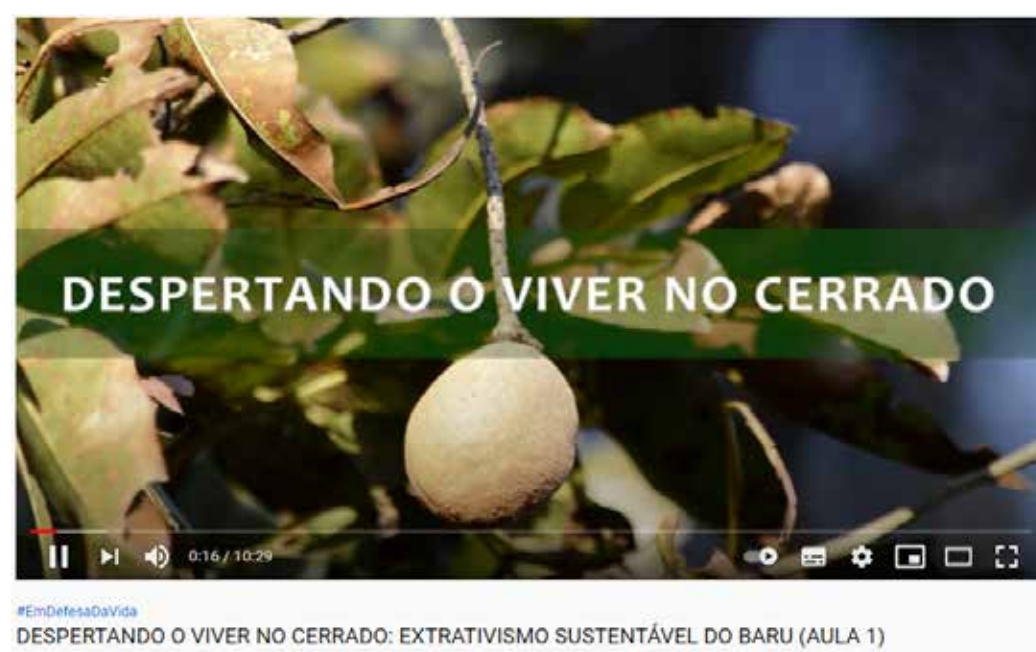 DESPERTANDO O VIVER NO CERRADO
0:16 / 10:29
#EmDefesaDaVida
DESPERTANDO O VIVER NO CERRADO: EXTRATIVISMO SUSTENTÁVEL DO BARU (AULA 1)